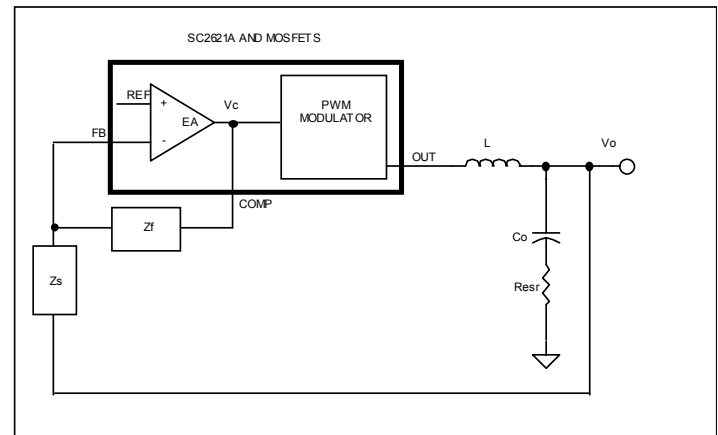 SC2621A AND MOSFETS
REF
+
Vc
EA
FB
-
PWM
MODULATOR
OUT
L
Vo
COMP
Zf
Co
Zs
Resr